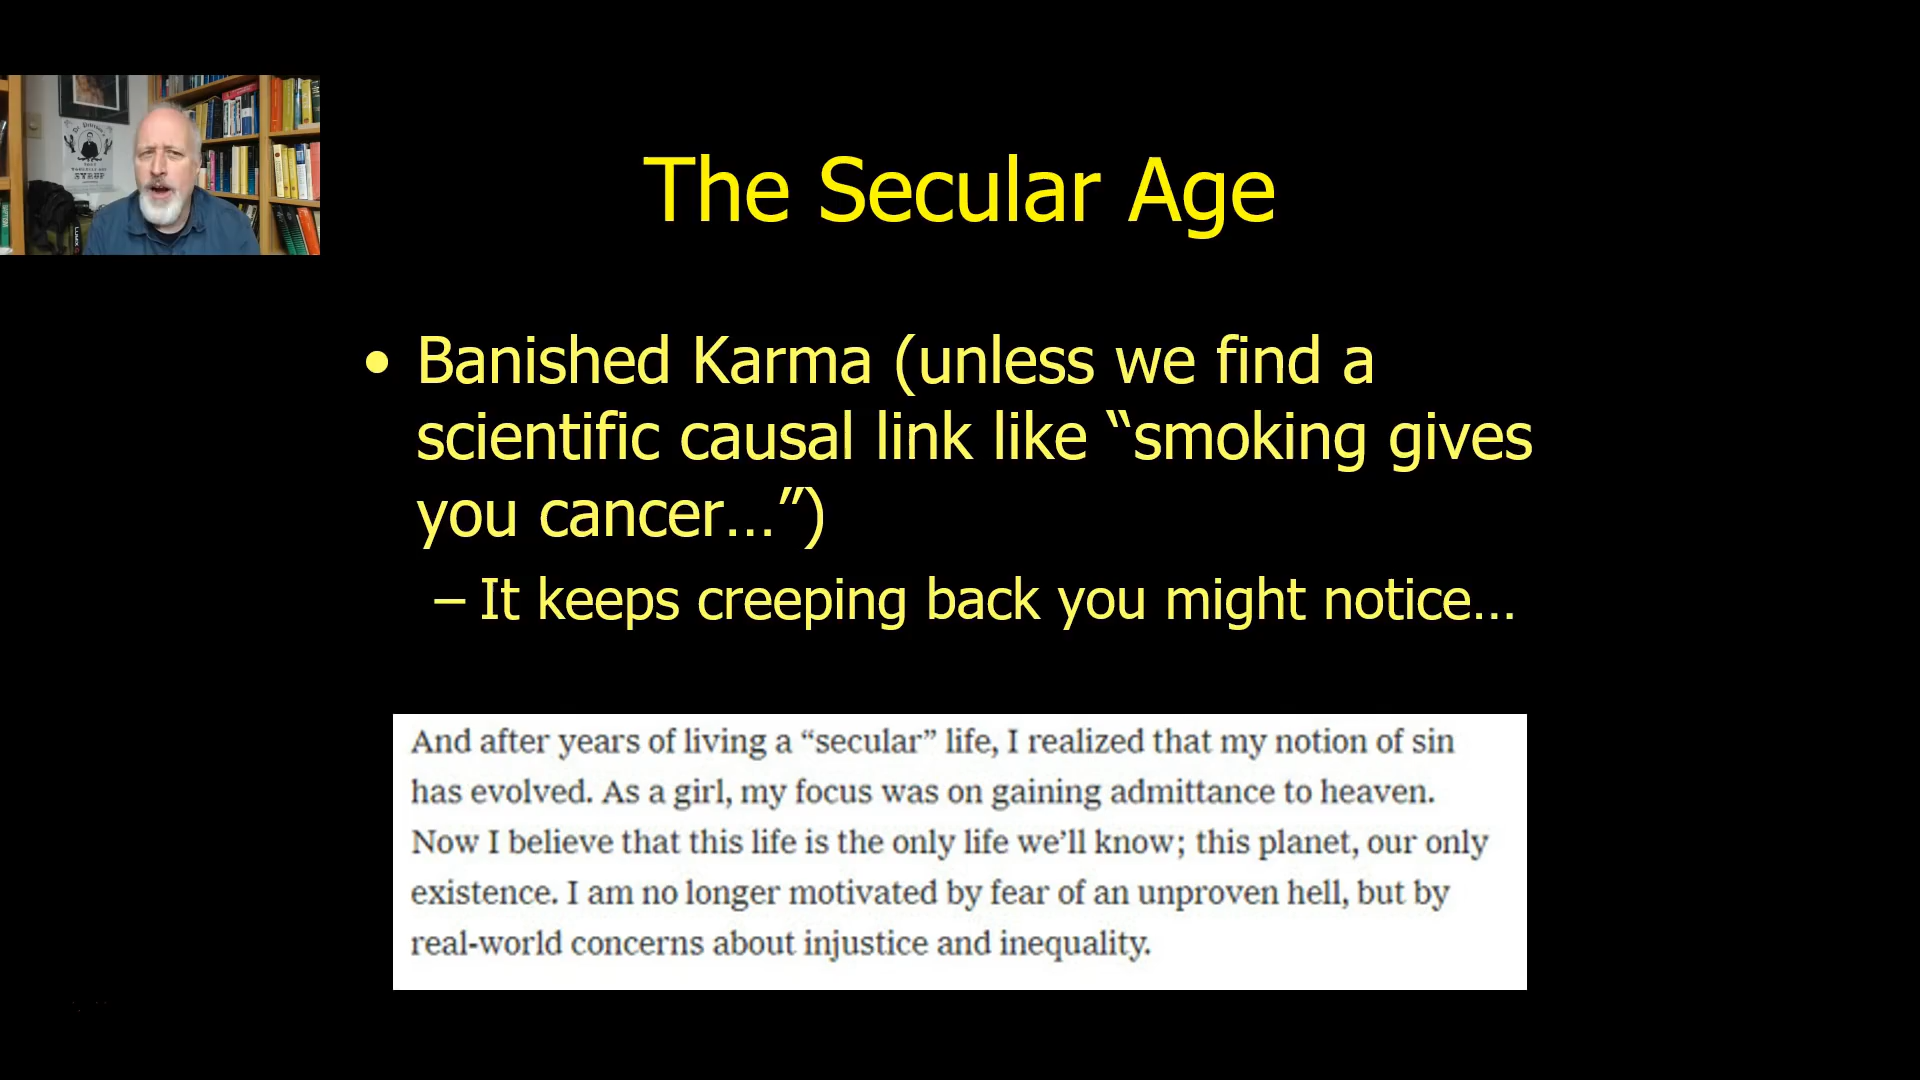 The Secular Age
• Banished Karma (unless we find a
scientific causal link like “smoking gives
you cancer…”)
– It keeps creeping back you might notice…
And after years of living a “secular” life, I realized that my notion of sin
has evolved. As a girl, my focus was on gaining admittance to heaven.
Now I believe that this life is the only life we’ll know; this planet, our only
existence. I am no longer motivated by fear of an unproven hell, but by
real-world concerns about injustice and inequality.